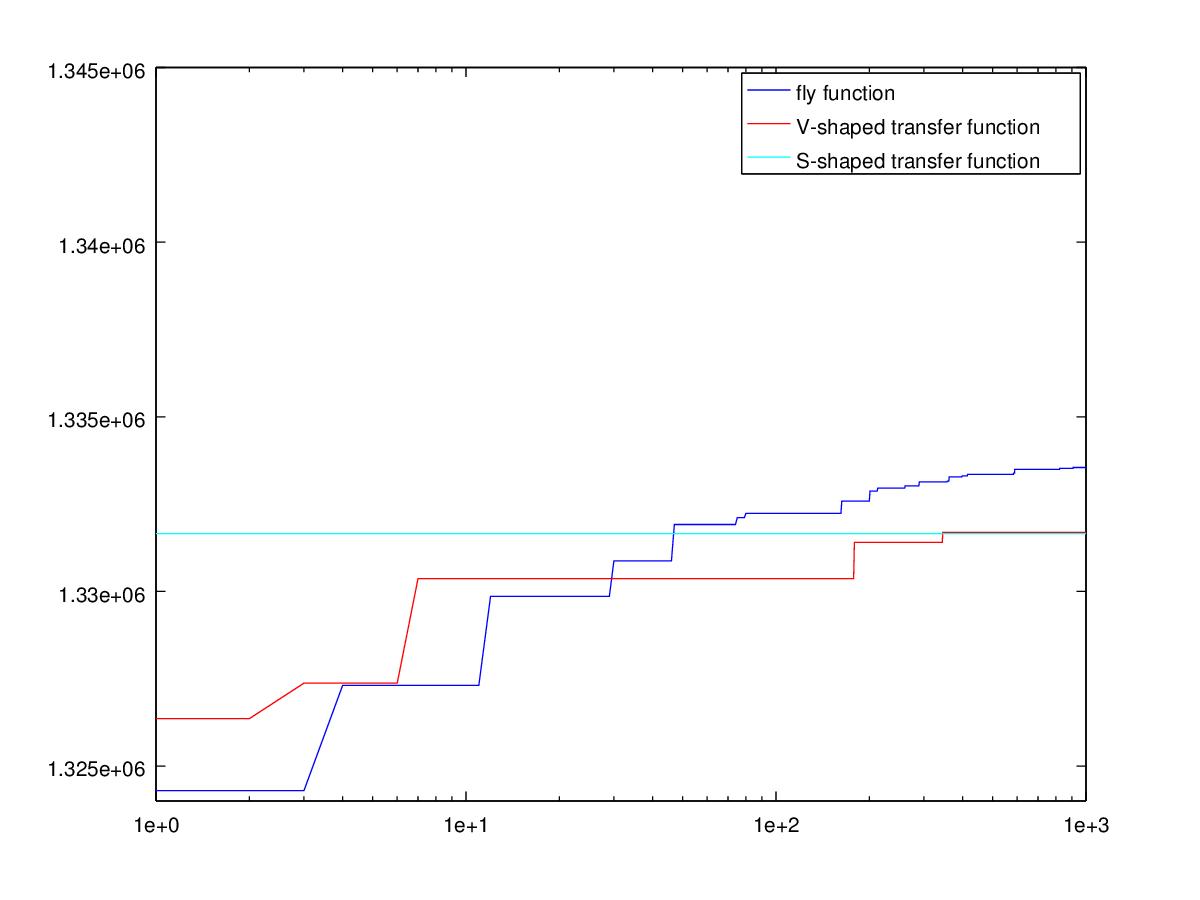 1.345e+06
fly function
V-shaped transfer function
S-shaped transfer function
1.34e+06
1.335e+06
1.33e+06
1.325e+06
1e+0 1e+1 1e+2 1e+3